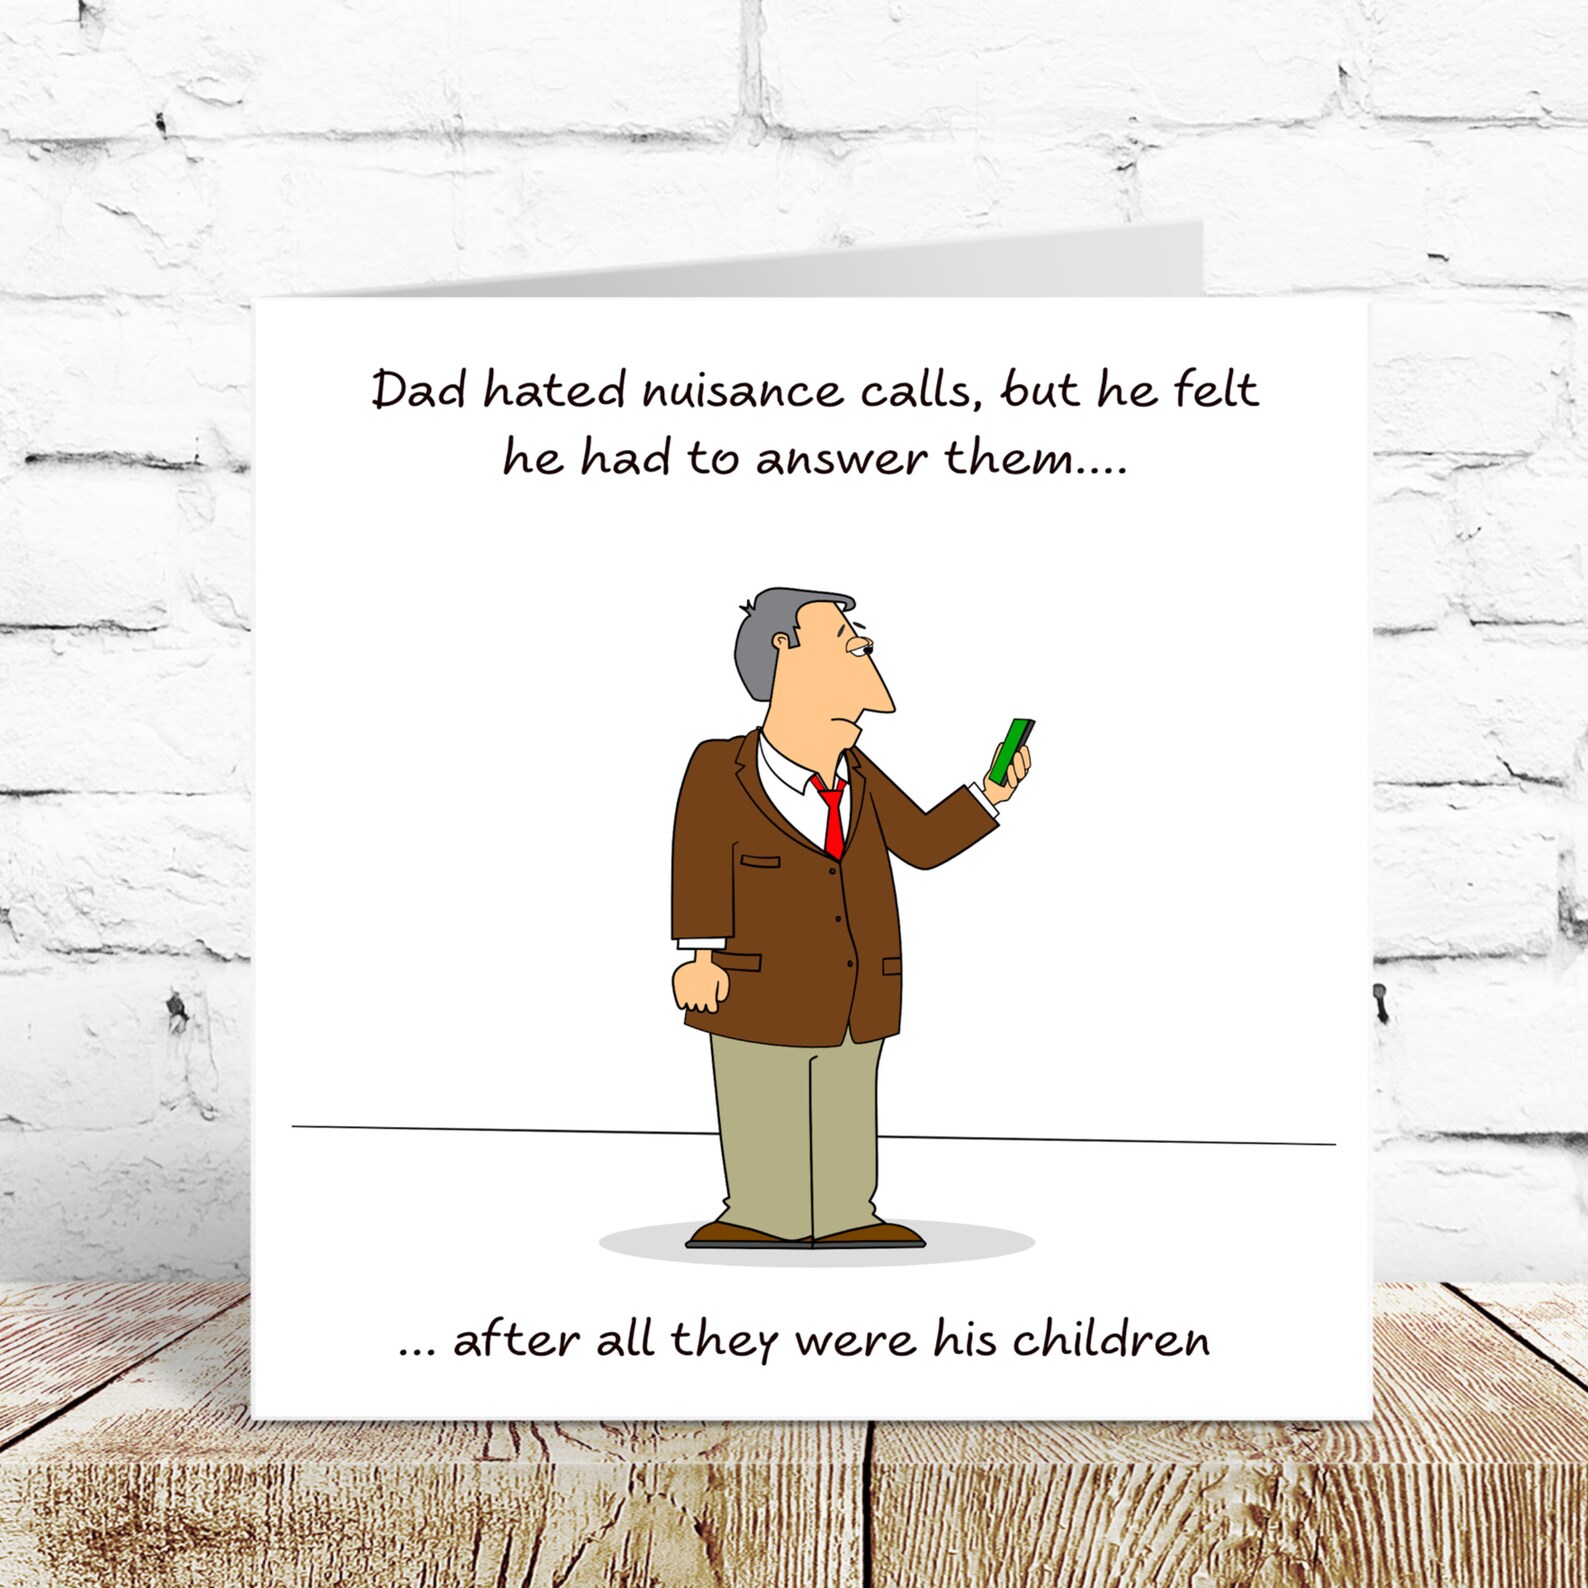 Dad hated nuisance calls, but he felt
he had to answer them....
... after all they were his children